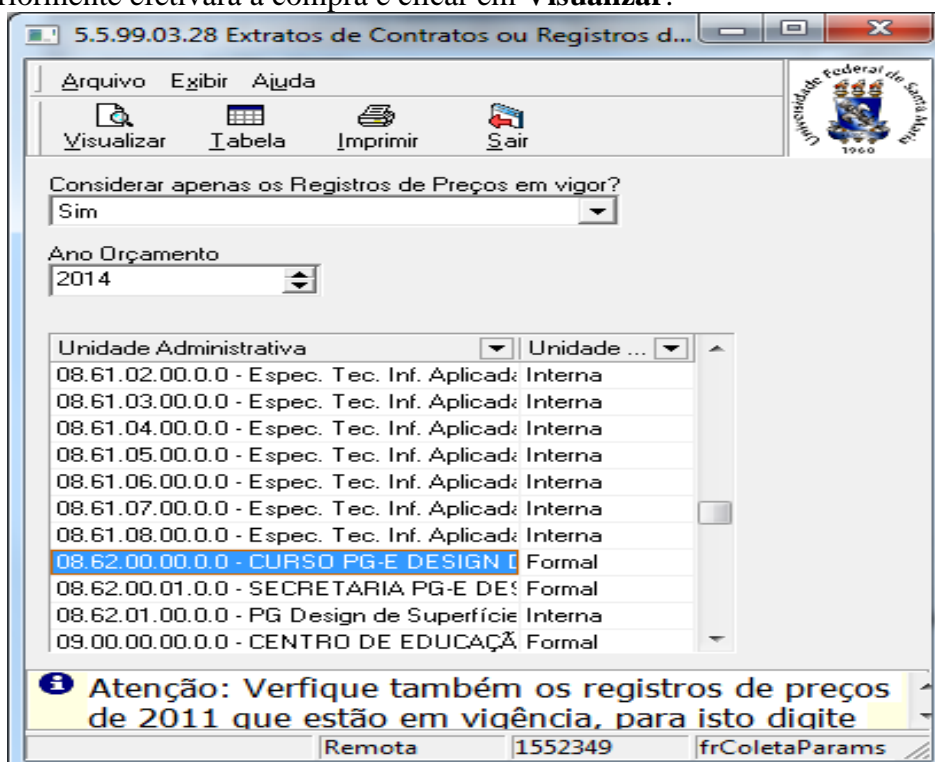 riormente efetivará a compra e clicar em Visualizar.
5.5.99.03.28 Extratos de Contratos ou Registros d...
Arquivo Exibir Ajuda
Visualizar Tabela Imprimir Sair
Universidade Federal de Santa Maria
1960
Considerar apenas os Registros de Preços em vigor?
Sim
Ano Orçamento
2014
Unidade Administrativa Unidade ...
08.61.02.00.0.0 - Espec. Tec. Inf. Aplicada Interna
08.61.03.00.0.0 - Espec. Tec. Inf. Aplicada Interna
08.61.04.00.0.0 - Espec. Tec. Inf. Aplicada Interna
08.61.05.00.0.0 - Espec. Tec. Inf. Aplicada Interna
08.61.06.00.0.0 - Espec. Tec. Inf. Aplicada Interna
08.61.07.00.0.0 - Espec. Tec. Inf. Aplicada Interna
08.61.08.00.0.0 - Espec. Tec. Inf. Aplicada Interna
08.62.00.00.0.0 - CURSO PG-E DESIGN D Formal
08.62.00.01.0.0 - SECRETARIA PG-E DES Formal
08.62.01.00.0.0 - PG Design de Superfície Interna
09.00.00.00.0.0 - CENTRO DE EDUCAÇÃ Formal
Atenção: Verfique também os registros de preços
de 2011 que estão em vigência, para isto digite
Remota 1552349 frColetaParams